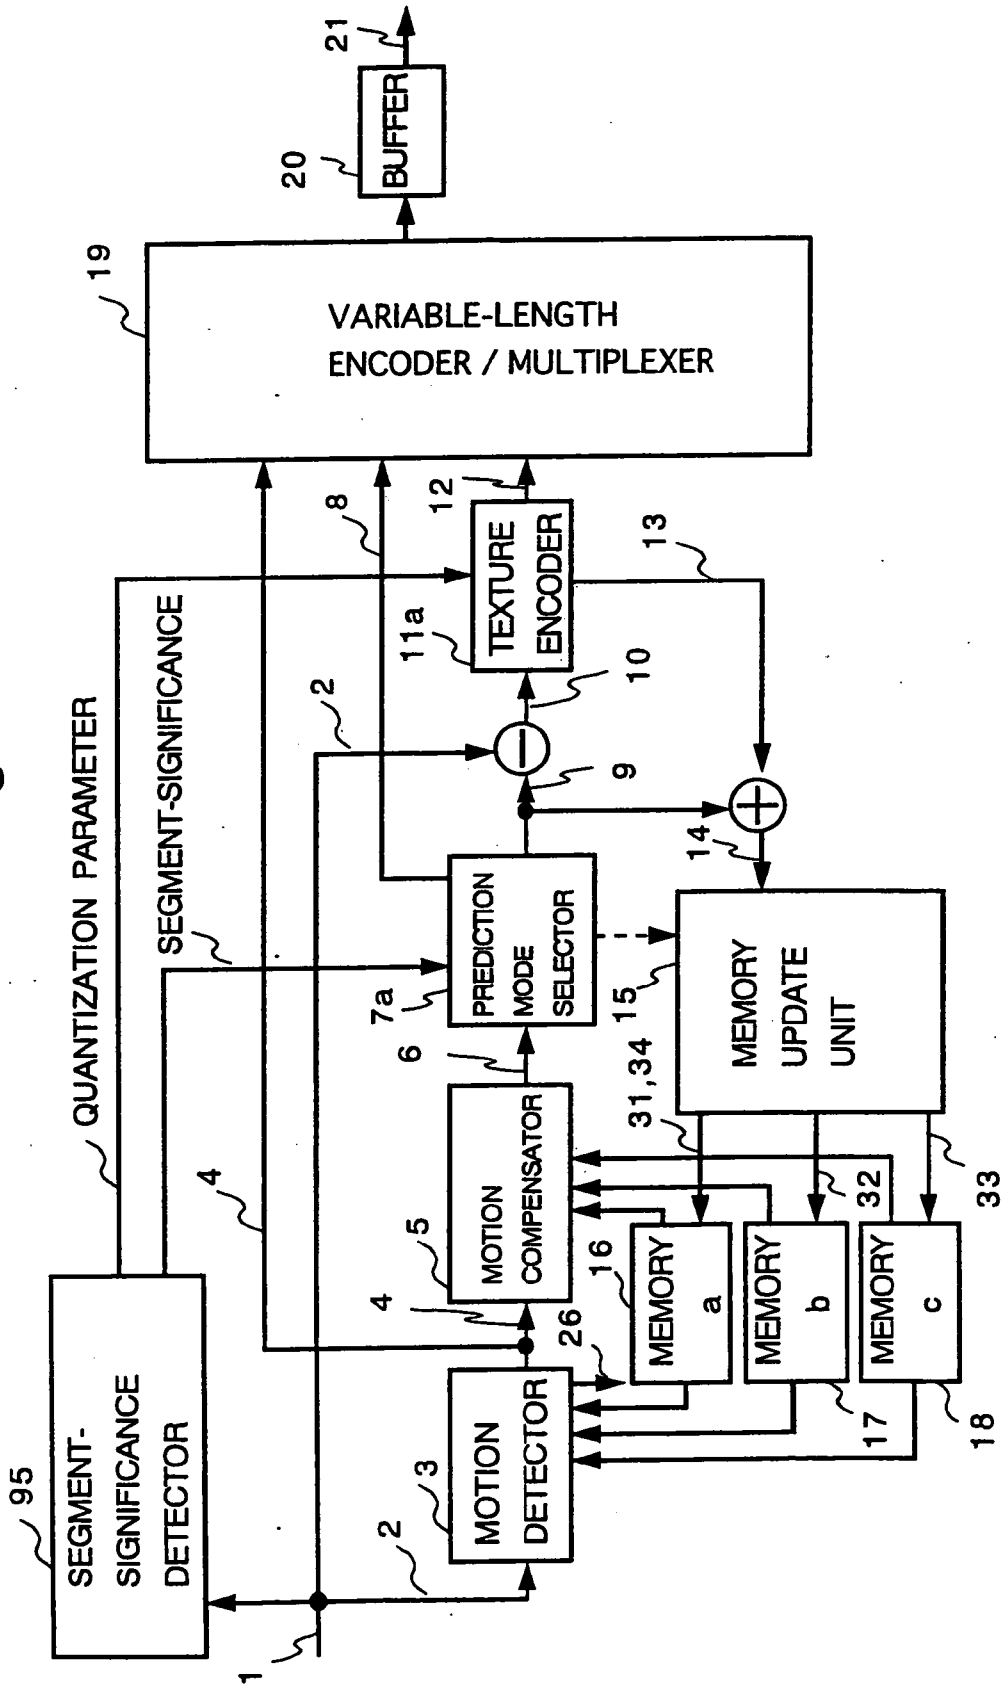 95
SEGMENT-
SIGNIFICANCE
DETECTOR
QUANTIZATION PARAMETER
SEGMENT-SIGNIFICANCE
1
2
2
4
8
3
MOTION
DETECTOR
4
26
5
MOTION
COMPENSATOR
6
7a
PREDICTION
MODE
SELECTOR
9
10
11a
TEXTURE
ENCODER
12
13
14
15
MEMORY
UPDATE
UNIT
31,34
32
33
16
MEMORY
a
17
MEMORY
b
18
MEMORY
c
19
VARIABLE-LENGTH
ENCODER / MULTIPLEXER
20
BUFFER
21